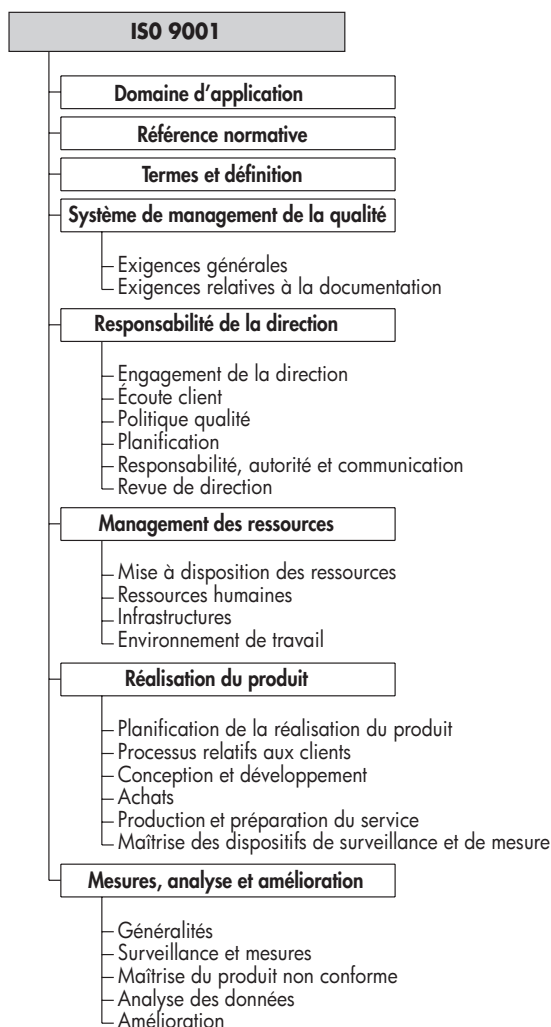 IS0 9001
Domaine d'application
Référence normative
Termes et définition
Système de management de la qualité
Exigences générales
Exigences relatives à la documentation
Responsabilité de la direction
Engagement de la direction
Écoute client
Politique qualité
Planification
Responsabilité, autorité et communication
Revue de direction
Management des ressources
Mise à disposition des ressources
Ressources humaines
Infrastructures
Environnement de travail
Réalisation du produit
Planification de la réalisation du produit
Processus relatifs aux clients
Conception et développement
Achats
Production et préparation du service
Maîtrise des dispositifs de surveillance et de mesure
Mesures, analyse et amélioration
Généralités
Surveillance et mesures
Maîtrise du produit non conforme
Analyse des données
Amélioration